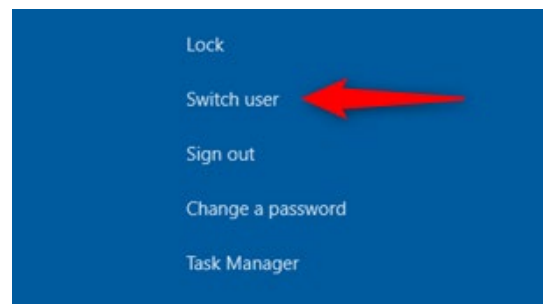 Lock
Switch user
Sign out
Change a password
Task Manager